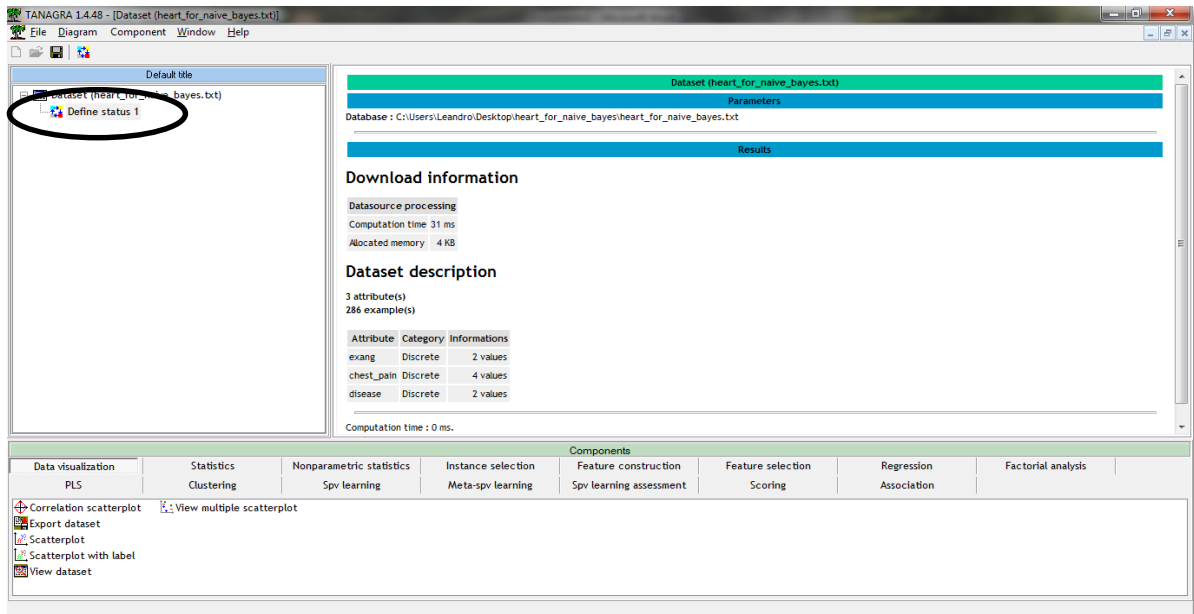 TANAGRA 1.4.48 - [Dataset (heart_for_naive_bayes.txt)]
File Diagram Component Window Help
Default title
Dataset (heart_for_naive_bayes.txt)
Define status 1
Dataset (heart_for_naive_bayes.txt)
Parameters
Database : C:\Users\Leandro\Desktop\heart_for_naive_bayes\heart_for_naive_bayes.txt
Results
Download information
Datasource processing
Computation time 31 ms
Allocated memory 4 KB
Dataset description
3 attribute(s)
286 example(s)
Attribute Category Informations
exang Discrete 2 values
chest_pain Discrete 4 values
disease Discrete 2 values
Computation time : 0 ms.
Components
Data visualization Statistics Nonparametric statistics Instance selection Feature construction Feature selection Regression Factorial analysis
PLS Clustering Spv learning Meta-spv learning Spv learning assessment Scoring Association
Correlation scatterplot View multiple scatterplot
Export dataset
Scatterplot
Scatterplot with label
View dataset